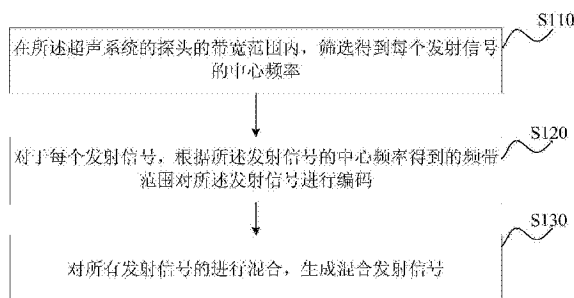 S110
在所述超声系统的探头的带宽范围内，筛选得到每个发射信号
的中心频率
S120
对于每个发射信号，根据所述发射信号的中心频率得到的频带
范围对所述发射信号进行编码
S130
对所有发射信号的进行混合，生成混合发射信号